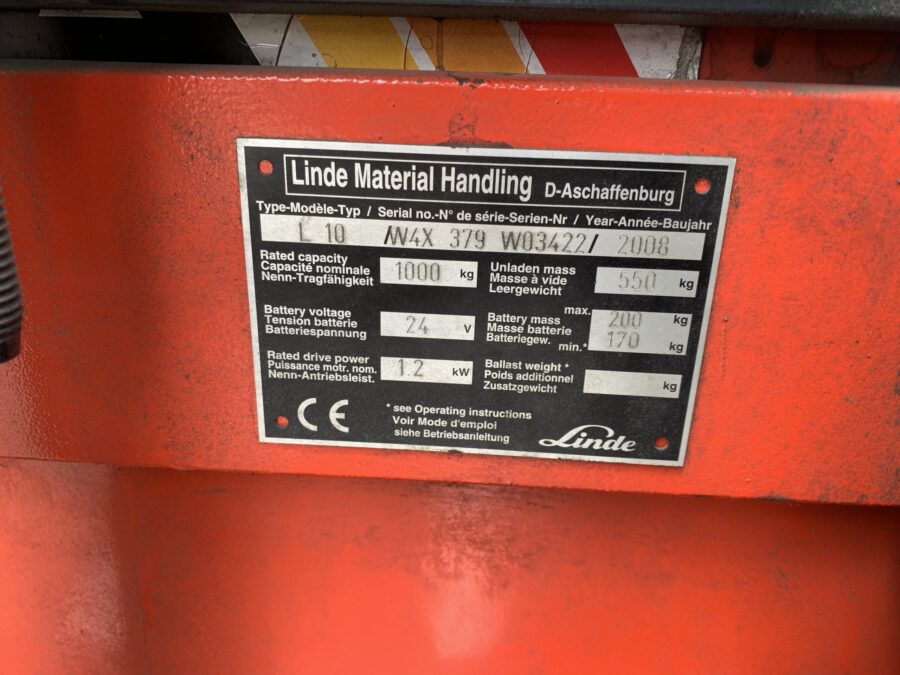 Linde Material Handling D-Aschaffenburg
Type-Modèle-Typ / Serial no.-N° de série-Serien-Nr / Year-Année-Baujahr
L 10 /W4X 379 W03422/ 2008
Rated capacity
Capacité nominale
Nenn-Tragfähigkeit
1000 kg
Unladen mass
Masse à vide
Leergewicht
550 kg
Battery voltage
Tension batterie
Batteriespannung
24 V
max.
Battery mass
Masse batterie
Batteriegew.
min.*
200 kg
170 kg
Rated drive power
Puissance motr. nom.
Nenn-Antriebsleist.
1.2 kW
Ballast weight *
Poids additionnel
Zusatzgewicht
kg
CE
* see Operating instructions
Voir Mode d'emploi
siehe Betriebsanleitung
Linde